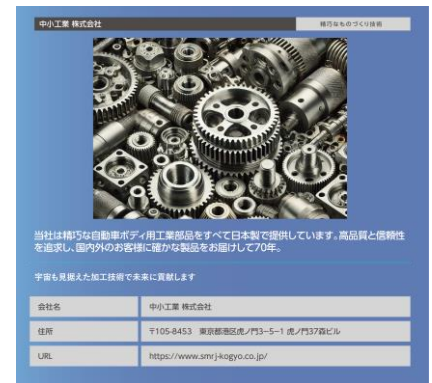 中小工業 株式会社
精巧なものづくり技術
当社は精巧な自動車ボディ用工業部品をすべて日本製で提供しています。高品質と信頼性
を追求し、国内外のお客様に確かな製品をお届けして70年。
宇宙も見据えた加工技術で未来に貢献します
会社名 中小工業 株式会社
住所 〒105-8453 東京都港区虎ノ門3−5−1 虎ノ門37森ビル
URL https://www.smrj-kogyo.co.jp/